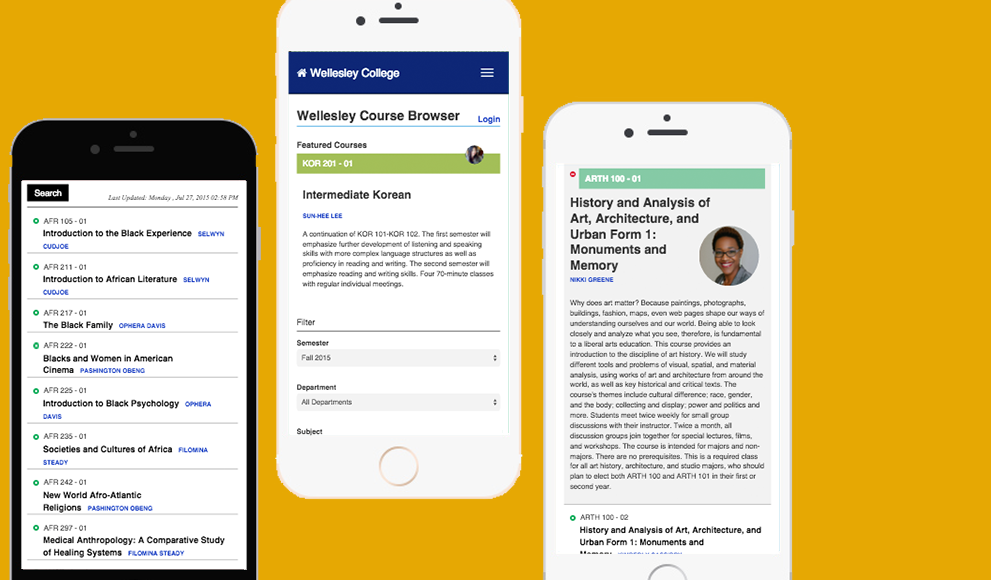 Search
Last Updated: Monday , Jul 27, 2015 02:58 PM
AFR 105 - 01
Introduction to the Black Experience SELWYN
CUDJOE
AFR 211 - 01
Introduction to African Literature SELWYN
CUDJOE
AFR 217 - 01
The Black Family OPHERA DAVIS
AFR 222 - 01
Blacks and Women in American
Cinema PASHINGTON OBENG
AFR 225 - 01
Introduction to Black Psychology OPHERA
DAVIS
AFR 235 - 01
Societies and Cultures of Africa FILOMINA
STEADY
AFR 242 - 01
New World Afro-Atlantic
Religions PASHINGTON OBENG
AFR 297 - 01
Medical Anthropology: A Comparative Study
of Healing Systems FILOMINA STEADY
Wellesley College
Wellesley Course Browser Login
Featured Courses
KOR 201 - 01
Intermediate Korean
SUN-HEE LEE
A continuation of KOR 101-KOR 102. The first semester will
emphasize further development of listening and speaking
skills with more complex language structures as well as
proficiency in reading and writing. The second semester will
emphasize reading and writing skills. Four 70-minute classes
with regular individual meetings.
Filter
Semester
Fall 2015
Department
All Departments
Subject
ARTH 100 - 01
History and Analysis of
Art, Architecture, and
Urban Form 1:
Monuments and
Memory
NIKKI GREENE
Why does art matter? Because paintings, photographs,
buildings, fashion, maps, even web pages shape our ways of
understanding ourselves and our world. Being able to look
closely and analyze what you see, therefore, is fundamental
to a liberal arts education. This course provides an
introduction to the discipline of art history. We will study
different tools and problems of visual, spatial, and material
analysis, using works of art and architecture from around the
world, as well as key historical and critical texts. The
course's themes include cultural difference; race, gender,
and the body; collecting and display; power and politics and
more. Students meet twice weekly for small group
discussions with their instructor. Twice a month, all
discussion groups join together for special lectures, films,
and workshops. The course is intended for majors and non-
majors. There are no prerequisites. This is a required class
for all art history, architecture, and studio majors, who should
plan to elect both ARTH 100 and ARTH 101 in their first or
second year.
ARTH 100 - 02
History and Analysis of Art, Architecture, and
Urban Form 1: Monuments and
Memory